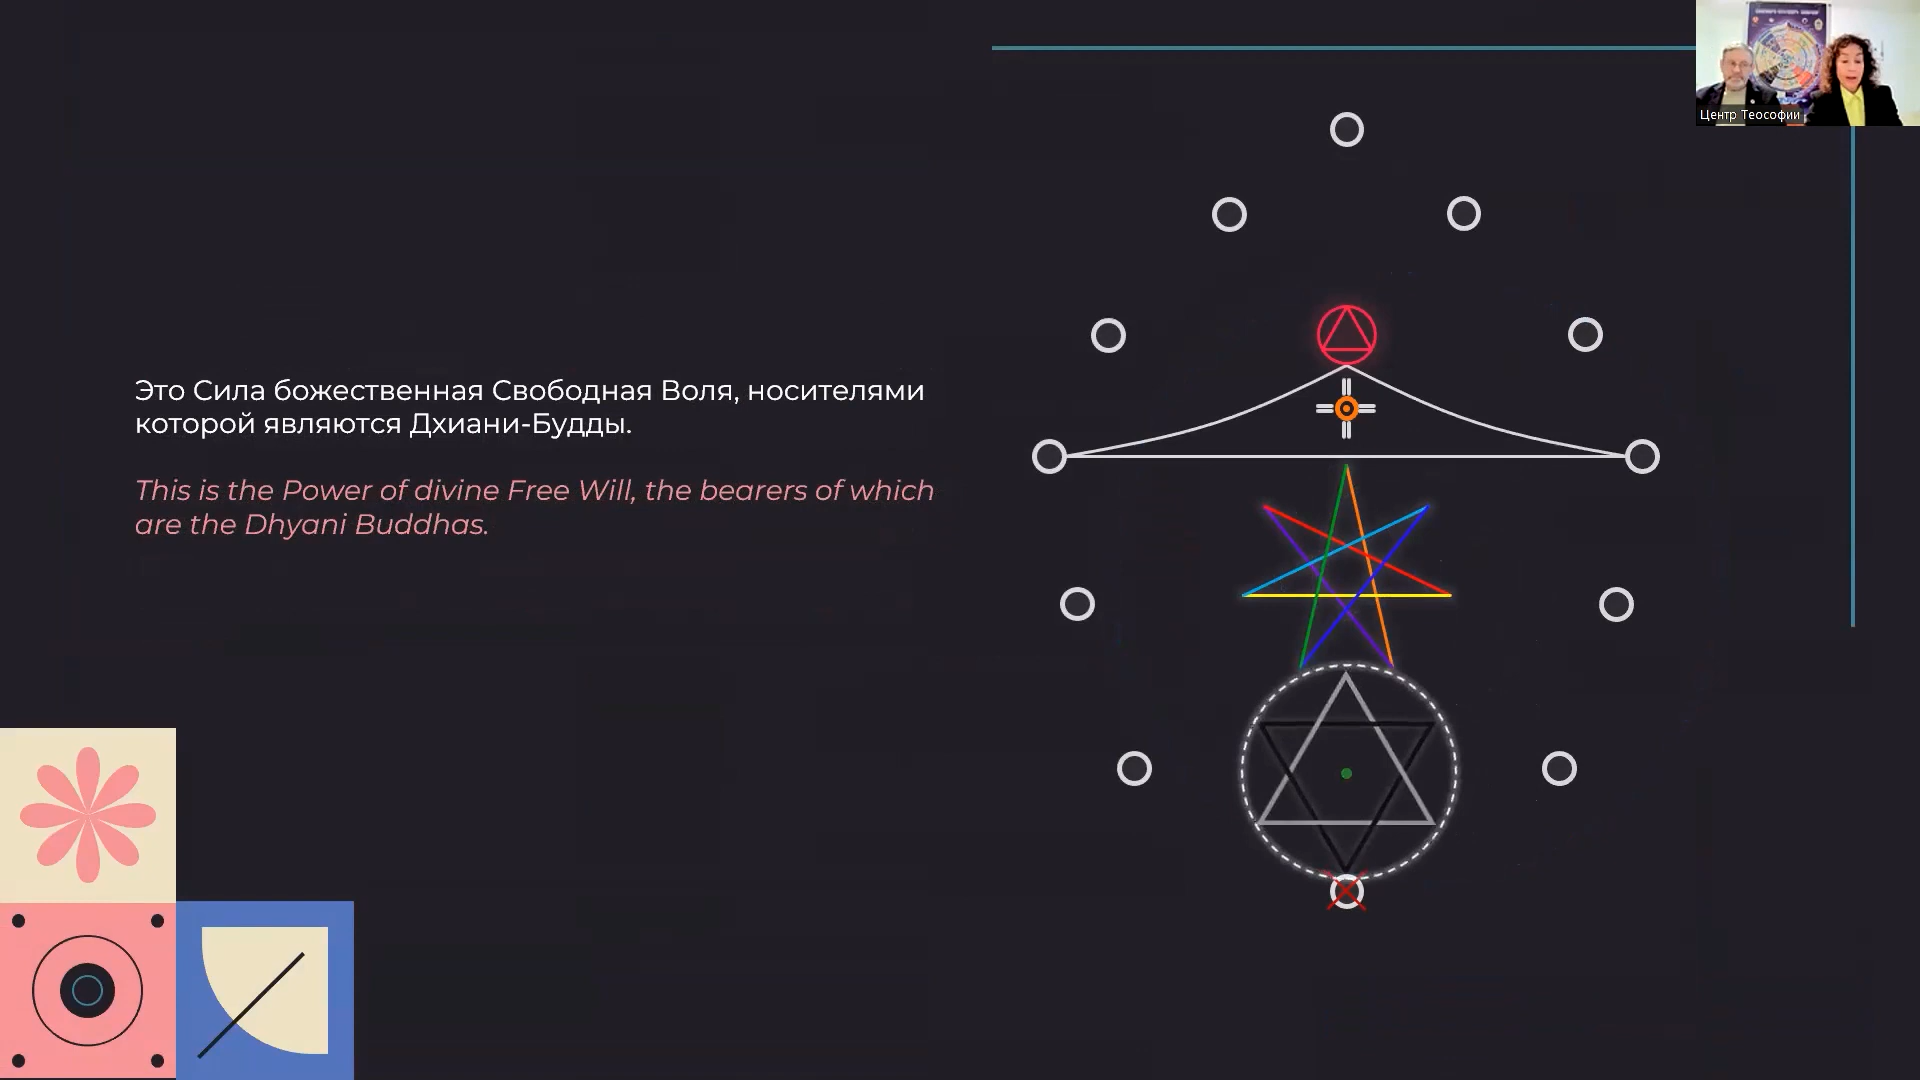 Это Сила божественная Свободная Воля, носителями
которой являются Дхиани-Будды.
This is the Power of divine Free Will, the bearers of which
are the Dhyani Buddhas.
Центр Теософии